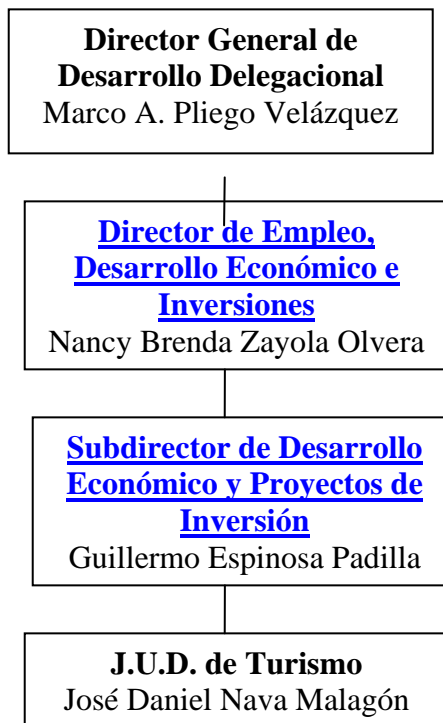 Director General de
Desarrollo Delegacional
Marco A. Pliego Velázquez
Director de Empleo,
Desarrollo Económico e
Inversiones
Nancy Brenda Zayola Olvera
Subdirector de Desarrollo
Económico y Proyectos de
Inversión
Guillermo Espinosa Padilla
J.U.D. de Turismo
José Daniel Nava Malagón